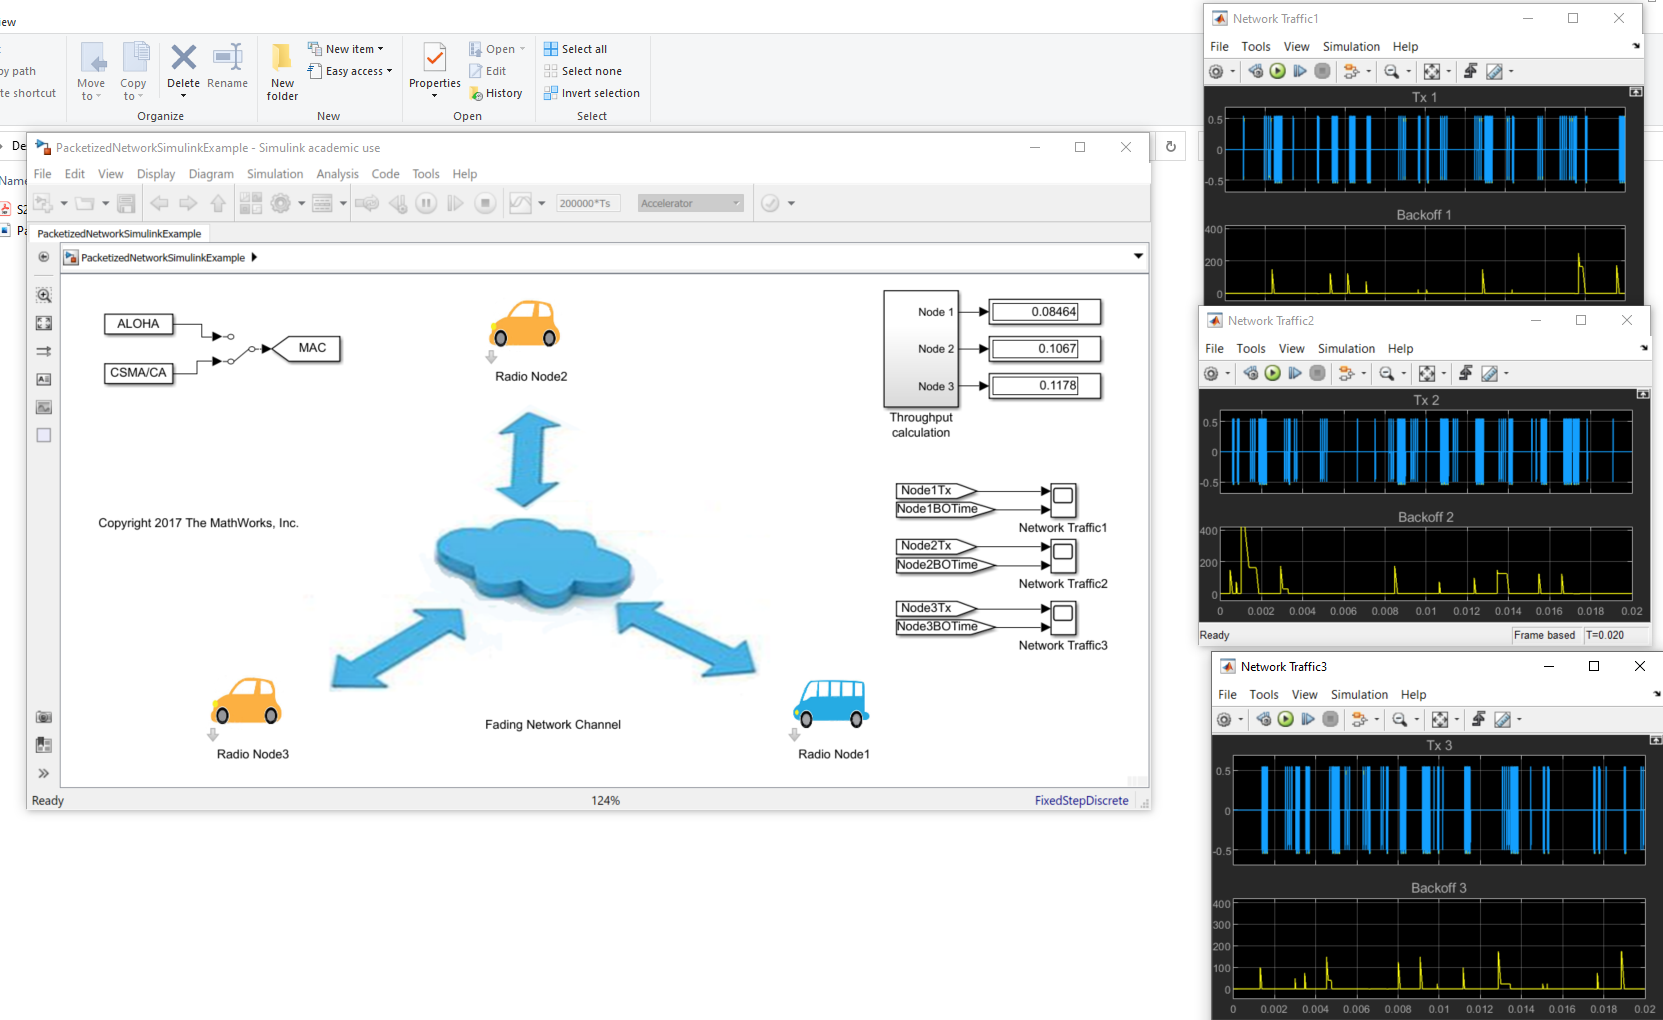 ew
Move to
Copy to
Delete
Rename
New folder
New item
Easy access
Properties
Open
Edit
History
Select all
Select none
Invert selection
py path
te shortcut
Organize
New
Open
Select
De
Name
S2
Pa
PacketizedNetworkSimulinkExample - Simulink academic use
File Edit View Display Diagram Simulation Analysis Code Tools Help
200000*Ts
Accelerator
PacketizedNetworkSimulinkExample
PacketizedNetworkSimulinkExample
ALOHA
CSMA/CA
MAC
Radio Node2
Node 1
0.08464
Node 2
0.1067
Node 3
0.1178
Throughput
calculation
Copyright 2017 The MathWorks, Inc.
Node1Tx
Node1BOTime
Network Traffic1
Node2Tx
Node2BOTime
Network Traffic2
Node3Tx
Node3BOTime
Network Traffic3
Radio Node3
Fading Network Channel
Radio Node1
Ready
124%
FixedStepDiscrete
Network Traffic1
File Tools View Simulation Help
Tx 1
0.5
0
-0.5
Backoff 1
400
200
0
Network Traffic2
File Tools View Simulation Help
Tx 2
0.5
0
-0.5
Backoff 2
400
200
0
0 0.002 0.004 0.006 0.008 0.01 0.012 0.014 0.016 0.018 0.02
Ready
Frame based
T=0.020
Network Traffic3
File Tools View Simulation Help
Tx 3
0.5
0
-0.5
Backoff 3
400
300
200
100
0
0 0.002 0.004 0.006 0.008 0.01 0.012 0.014 0.016 0.018 0.02